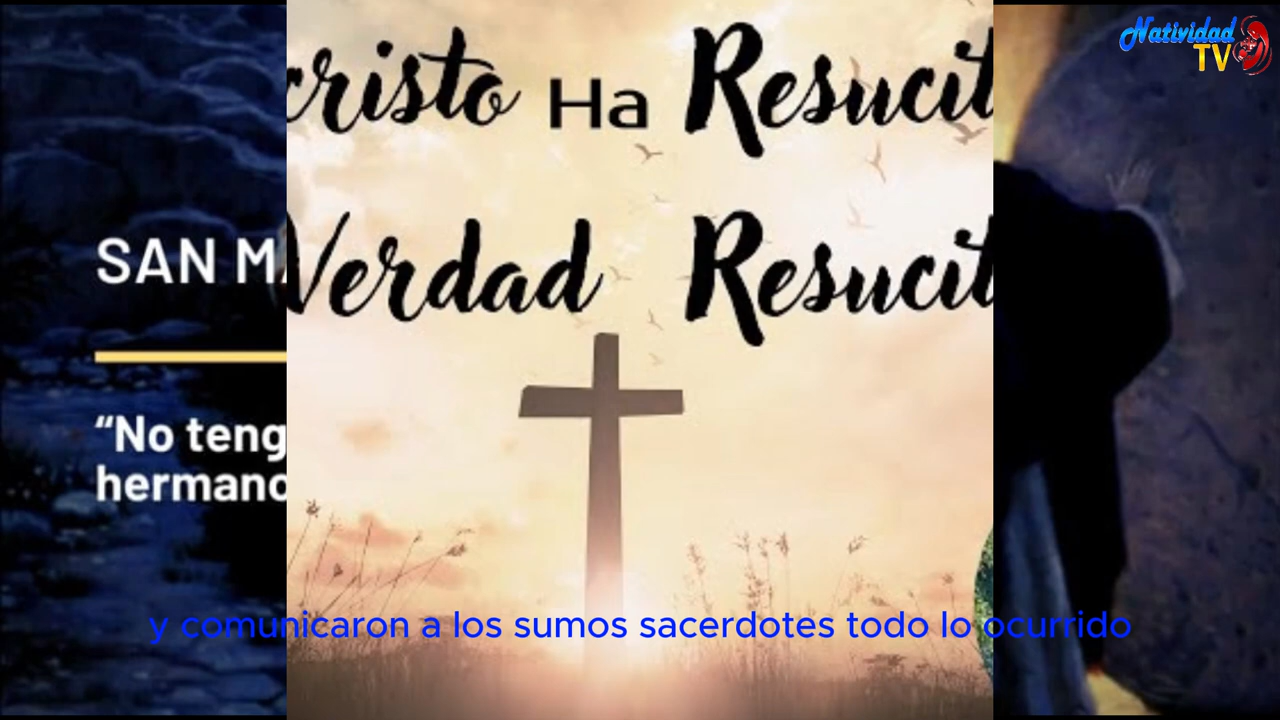 Natividad
TV
cristo Ha Resucit
Verdad Resucit
SAN M
“No teng
hermano
y comunicaron a los sumos sacerdotes todo lo ocurrido